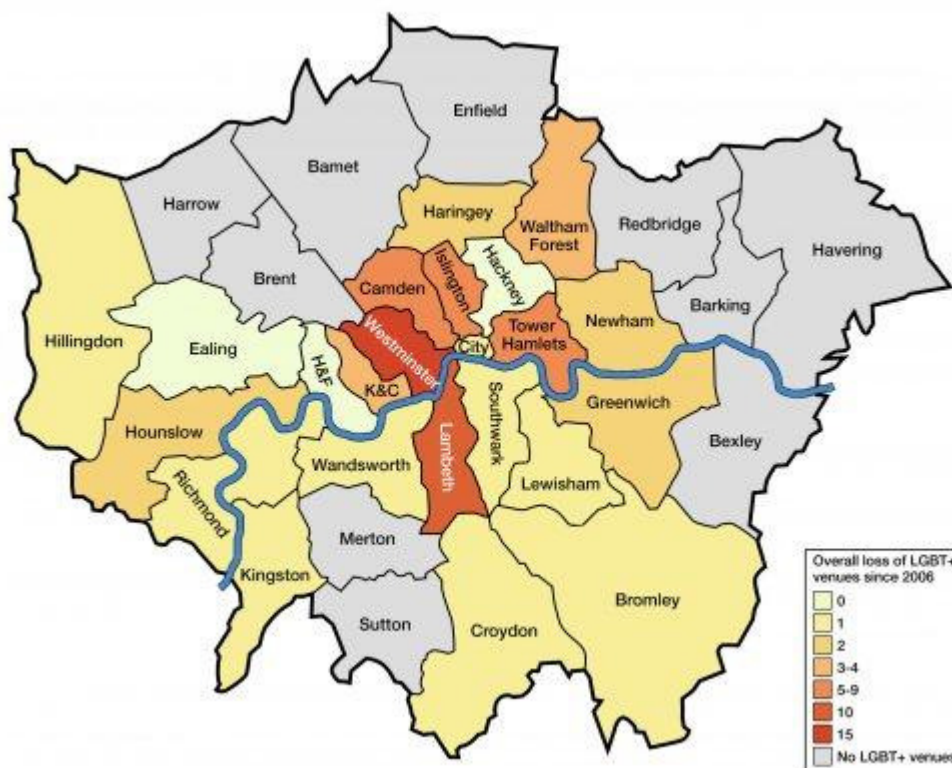 Enfield
Bamet
Harrow
Haringey
Waltham
Forest
Redbridge
Havering
Brent
Camden
Islington
Hackney
Barking
Hillingdon
Ealing
H&F
Westminster
City
Tower
Hamlets
Newham
K&C
Greenwich
Hounslow
Southwark
Bexley
Richmond
Wandsworth
Lambeth
Lewisham
Merton
Kingston
Bromley
Sutton
Croydon
Overall loss of LGBT+
venues since 2006
0
1
2
3-4
5-9
10
15
No LGBT+ venues